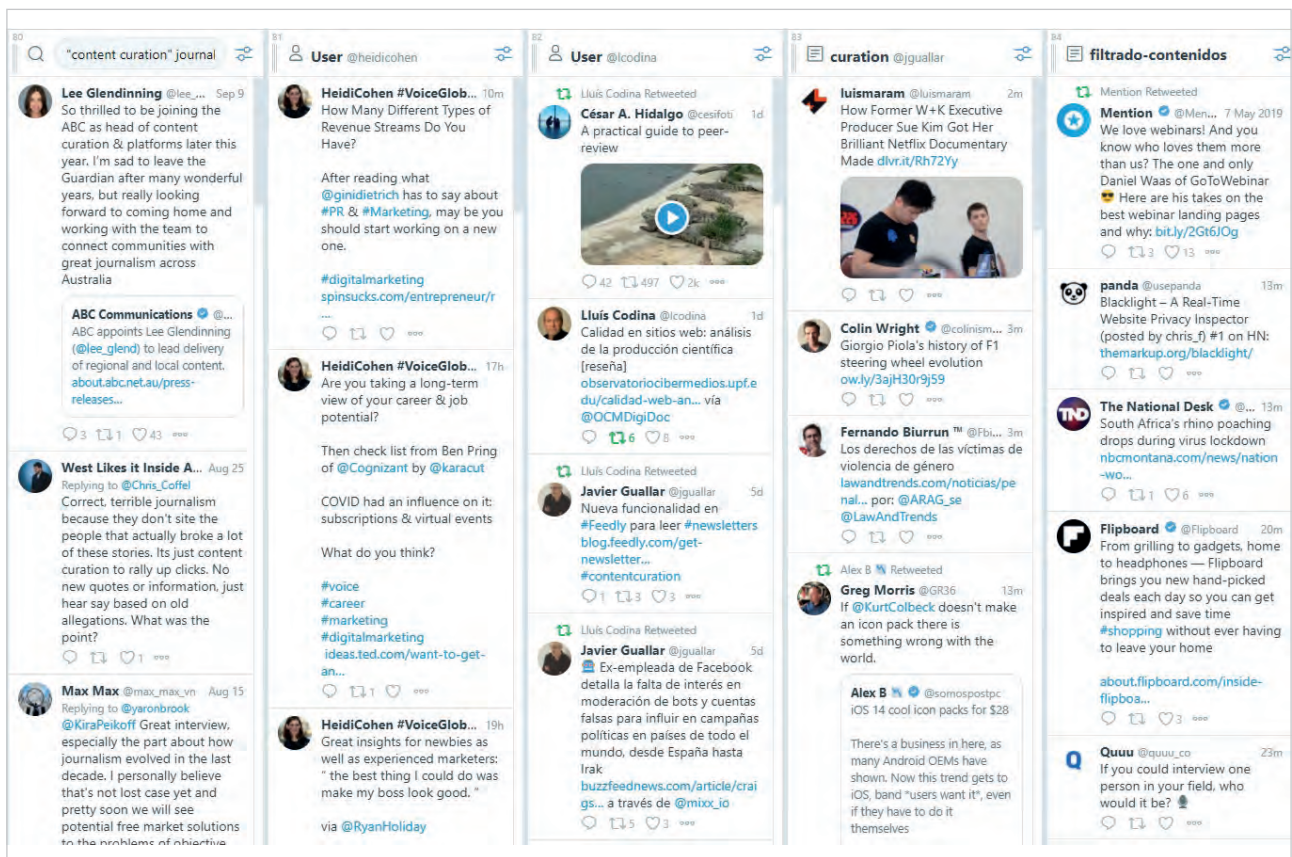 80
"content curation" journal
Lee Glendinning @lee_... Sep 9
So thrilled to be joining the
ABC as head of content
curation & platforms later this
year. I'm sad to leave the
Guardian after many wonderful
years, but really looking
forward to coming home and
working with the team to
connect communities with
great journalism across
Australia
ABC Communications @...
ABC appoints Lee Glendinning
(@lee_glend) to lead delivery
of regional and local content.
about.abc.net.au/press-
releases...
3 1 43
West Likes it Inside A... Aug 25
Replying to @Chris_Coffel
Correct, terrible journalism
because they don't site the
people that actually broke a lot
of these stories. Its just content
curation to rally up clicks. No
new quotes or information, just
hear say based on old
allegations. What was the
point?
1
Max Max @max_max_vn Aug 15
Replying to @yaronbrook
@KiraPeikoff Great interview,
especially the part about how
journalism evolved in the last
decade. I personally believe
that's not lost case yet and
pretty soon we will see
potential free market solutions
to the problems of objective
81
User @heidicohen
HeidiCohen #VoiceGlob... 10m
How Many Different Types of
Revenue Streams Do You
Have?
After reading what
@ginidietrich has to say about
#PR & #Marketing, may be you
should start working on a new
one.
#digitalmarketing
spinsucks.com/entrepreneur/r
...
HeidiCohen #VoiceGlob... 17h
Are you taking a long-term
view of your career & job
potential?
Then check list from Ben Pring
of @Cognizant by @karacut
COVID had an influence on it:
subscriptions & virtual events
What do you think?
#voice
#career
#marketing
#digitalmarketing
ideas.ted.com/want-to-get-
an...
1
HeidiCohen #VoiceGlob... 19h
Great insights for newbies as
well as experienced marketers:
" the best thing I could do was
make my boss look good. "
via @RyanHoliday
82
User @lcodina
Lluís Codina Retweeted
César A. Hidalgo @cesifoti 1d
A practical guide to peer-
review
42 497 2k
Lluís Codina @lcodina 1d
Calidad en sitios web: análisis
de la producción científica
[reseña]
observatoriocibermedios.upf.e
du/calidad-web-an... vía
@OCMDigiDoc
6 8
Lluís Codina Retweeted
Javier Guallar @jguallar 5d
Nueva funcionalidad en
#Feedly para leer #newsletters
blog.feedly.com/get-
newsletter...
#contentcuration
1 3 3
Lluís Codina Retweeted
Javier Guallar @jguallar 5d
Ex-empleada de Facebook
detalla la falta de interés en
moderación de bots y cuentas
falsas para influir en campañas
políticas en países de todo el
mundo, desde España hasta
Irak
buzzfeednews.com/article/crai
gs... a través de @mixx_io
5 3
83
curation @jguallar
luismaram @luismaram 2m
How Former W+K Executive
Producer Sue Kim Got Her
Brilliant Netflix Documentary
Made dlvr.it/Rh72Yy
Colin Wright @colinism... 3m
Giorgio Piola's history of F1
steering wheel evolution
ow.ly/3ajH30r9j59
Fernando Biurrun ™ @Fbi... 3m
Los derechos de las víctimas de
violencia de género
lawandtrends.com/noticias/pe
nal... por: @ARAG_se
@LawAndTrends
Alex B Retweeted
Greg Morris @GR36 13m
If @KurtColbeck doesn't make
an icon pack there is
something wrong with the
world.
Alex B @somospostpc
iOS 14 cool icon packs for $28
There's a business in here, as
many Android OEMs have
shown. Now this trend gets to
iOS, band *users want it*, even
if they have to do it
themselves
84
filtrado-contenidos
Mention Retweeted
Mention @Men... 7 May 2019
We love webinars! And you
know who loves them more
than us? The one and only
Daniel Waas of GoToWebinar
😎 Here are his takes on the
best webinar landing pages
and why: bit.ly/2Gt6JOg
3 13
panda @usepanda 13m
Blacklight – A Real-Time
Website Privacy Inspector
(posted by chris_f) #1 on HN:
themarkup.org/blacklight/
TND
The National Desk @... 13m
South Africa's rhino poaching
drops during virus lockdown
nbcmontana.com/news/nation
-wo...
1 6
Flipboard @Flipboard 20m
From grilling to gadgets, home
to headphones — Flipboard
brings you new hand-picked
deals each day so you can get
inspired and save time
#shopping without ever having
to leave your home
about.flipboard.com/inside-
flipboa...
3
Quuu @quuu_co 23m
If you could interview one
person in your field, who
would it be? 🎙